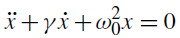 ẍ + γẋ + ω₀²x = 0